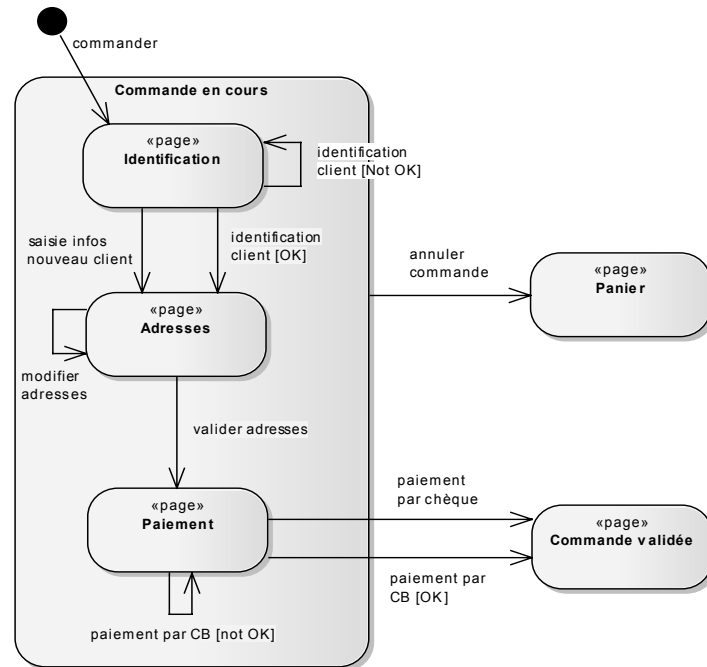 commander
Commande en cours
«page»
Identification
identification
client [Not OK]
saisie infos
nouveau client
identification
client [OK]
annuler
commande
«page»
Panier
«page»
Adresses
modifier
adresses
valider adresses
paiement
par chèque
«page»
Paiement
«page»
Commande validée
paiement par
CB [OK]
paiement par CB [not OK]